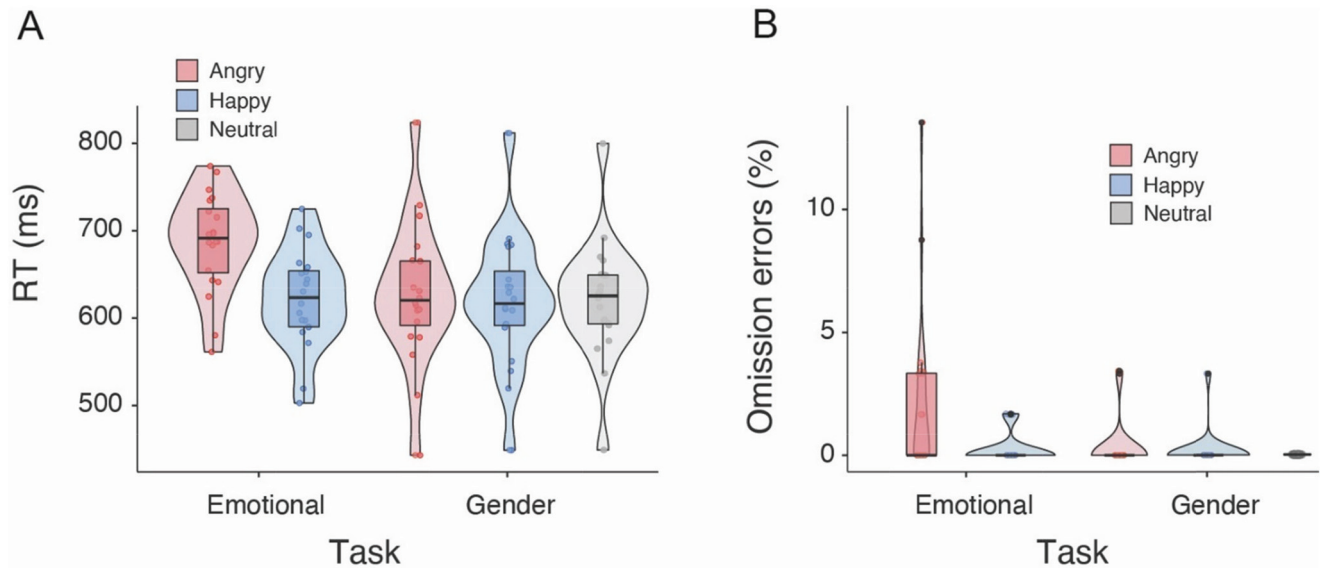 A
Angry
Happy
Neutral
RT (ms)
800
700
600
500
Emotional
Gender
Task
B
Angry
Happy
Neutral
Omission errors (%)
10
5
0
Emotional
Gender
Task